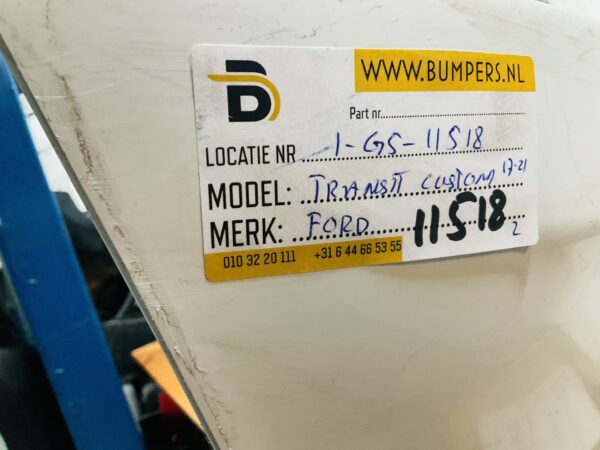 WWW.BUMPERS.NL
Part nr
LOCATIE NR 1-GS-11518
MODEL: TRANSIT CUSTOM 17-21
MERK: FORD 11518 2
010 32 20 111 +31 6 44 66 53 55